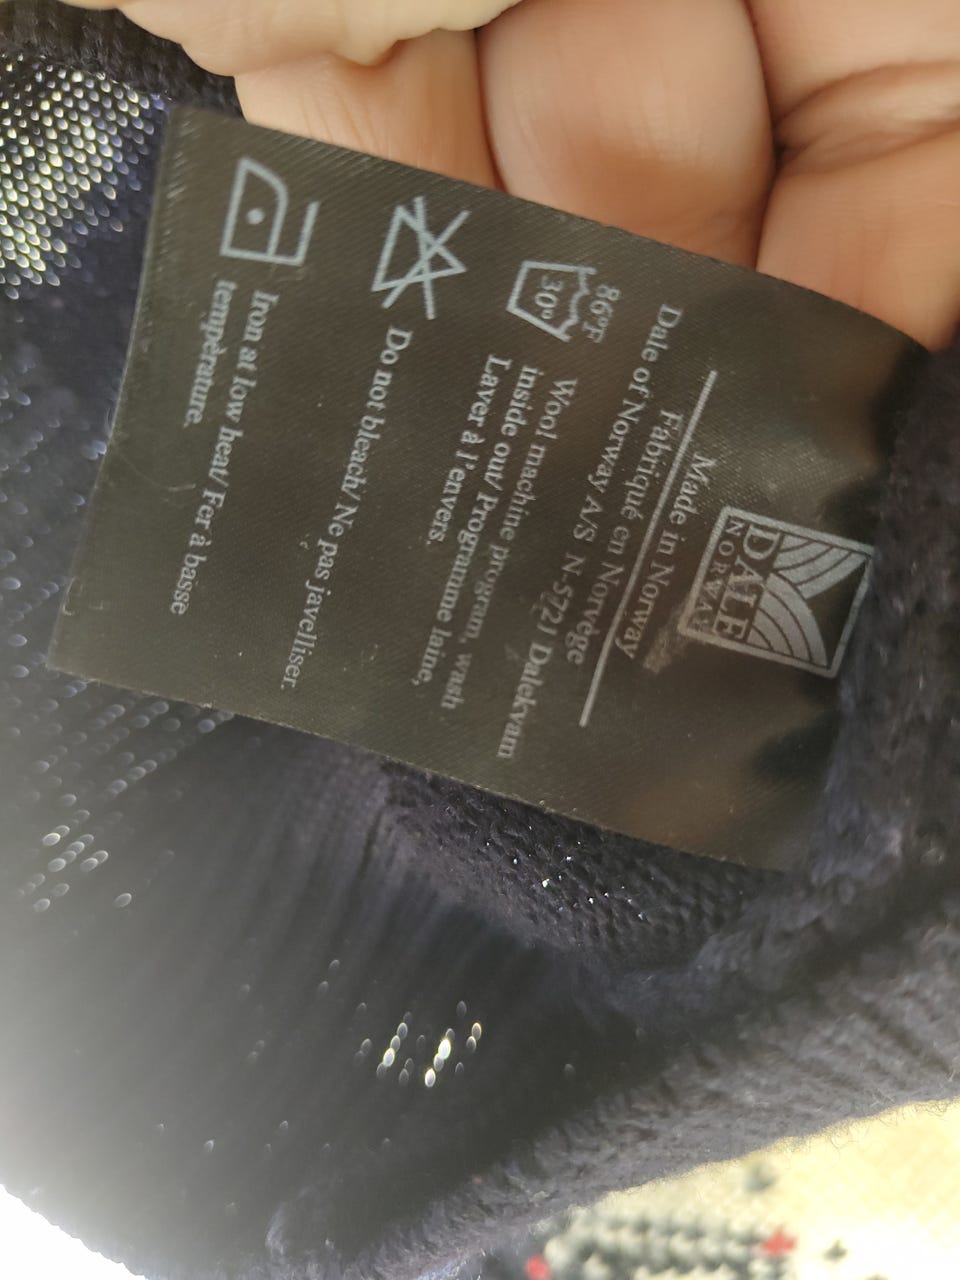 DALE
NORWAY
Made in Norway
Fabriqué en Norvège
Dale of Norway A/S N-5721 Dalekvam
86°F
30°
Wool machine program, wash
inside out/ Programme laine,
Laver à l'envers.
Do not bleach/ Ne pas javelliser.
Iron at low heat/ Fer à basse
température.